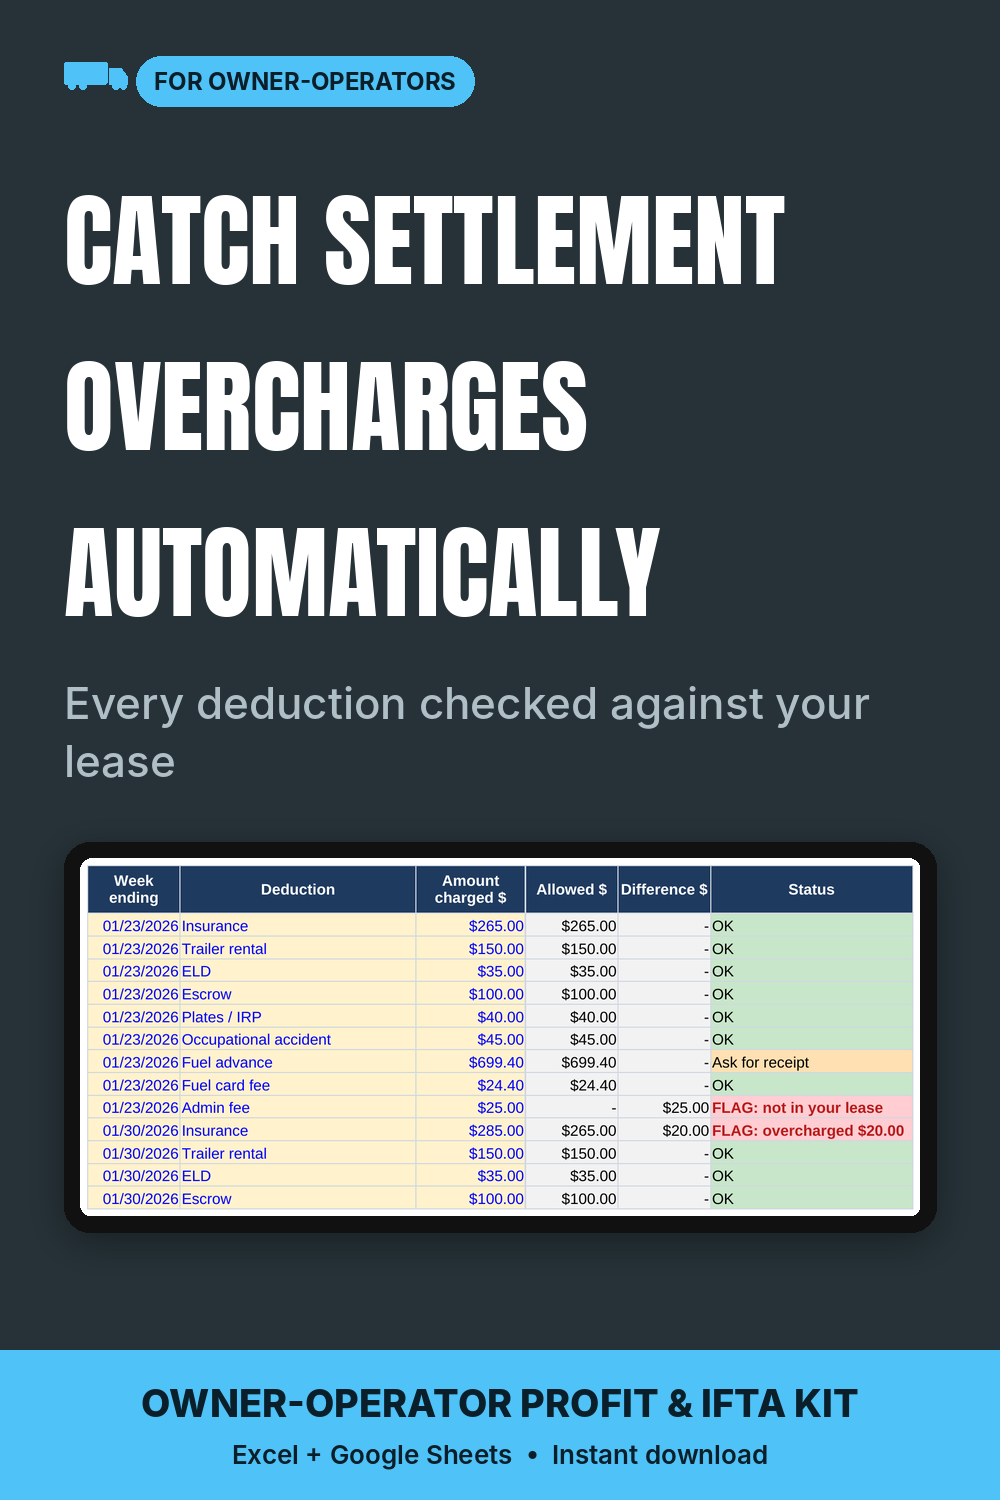 FOR OWNER-OPERATORS
CATCH SETTLEMENT
OVERCHARGES
AUTOMATICALLY
Every deduction checked against your
lease
Week ending Deduction Amount charged $ Allowed $ Difference $ Status
01/23/2026 Insurance $265.00 $265.00 - OK
01/23/2026 Trailer rental $150.00 $150.00 - OK
01/23/2026 ELD $35.00 $35.00 - OK
01/23/2026 Escrow $100.00 $100.00 - OK
01/23/2026 Plates / IRP $40.00 $40.00 - OK
01/23/2026 Occupational accident $45.00 $45.00 - OK
01/23/2026 Fuel advance $699.40 $699.40 - Ask for receipt
01/23/2026 Fuel card fee $24.40 $24.40 - OK
01/23/2026 Admin fee $25.00 - $25.00 FLAG: not in your lease
01/30/2026 Insurance $285.00 $265.00 $20.00 FLAG: overcharged $20.00
01/30/2026 Trailer rental $150.00 $150.00 - OK
01/30/2026 ELD $35.00 $35.00 - OK
01/30/2026 Escrow $100.00 $100.00 - OK
OWNER-OPERATOR PROFIT & IFTA KIT
Excel + Google Sheets • Instant download